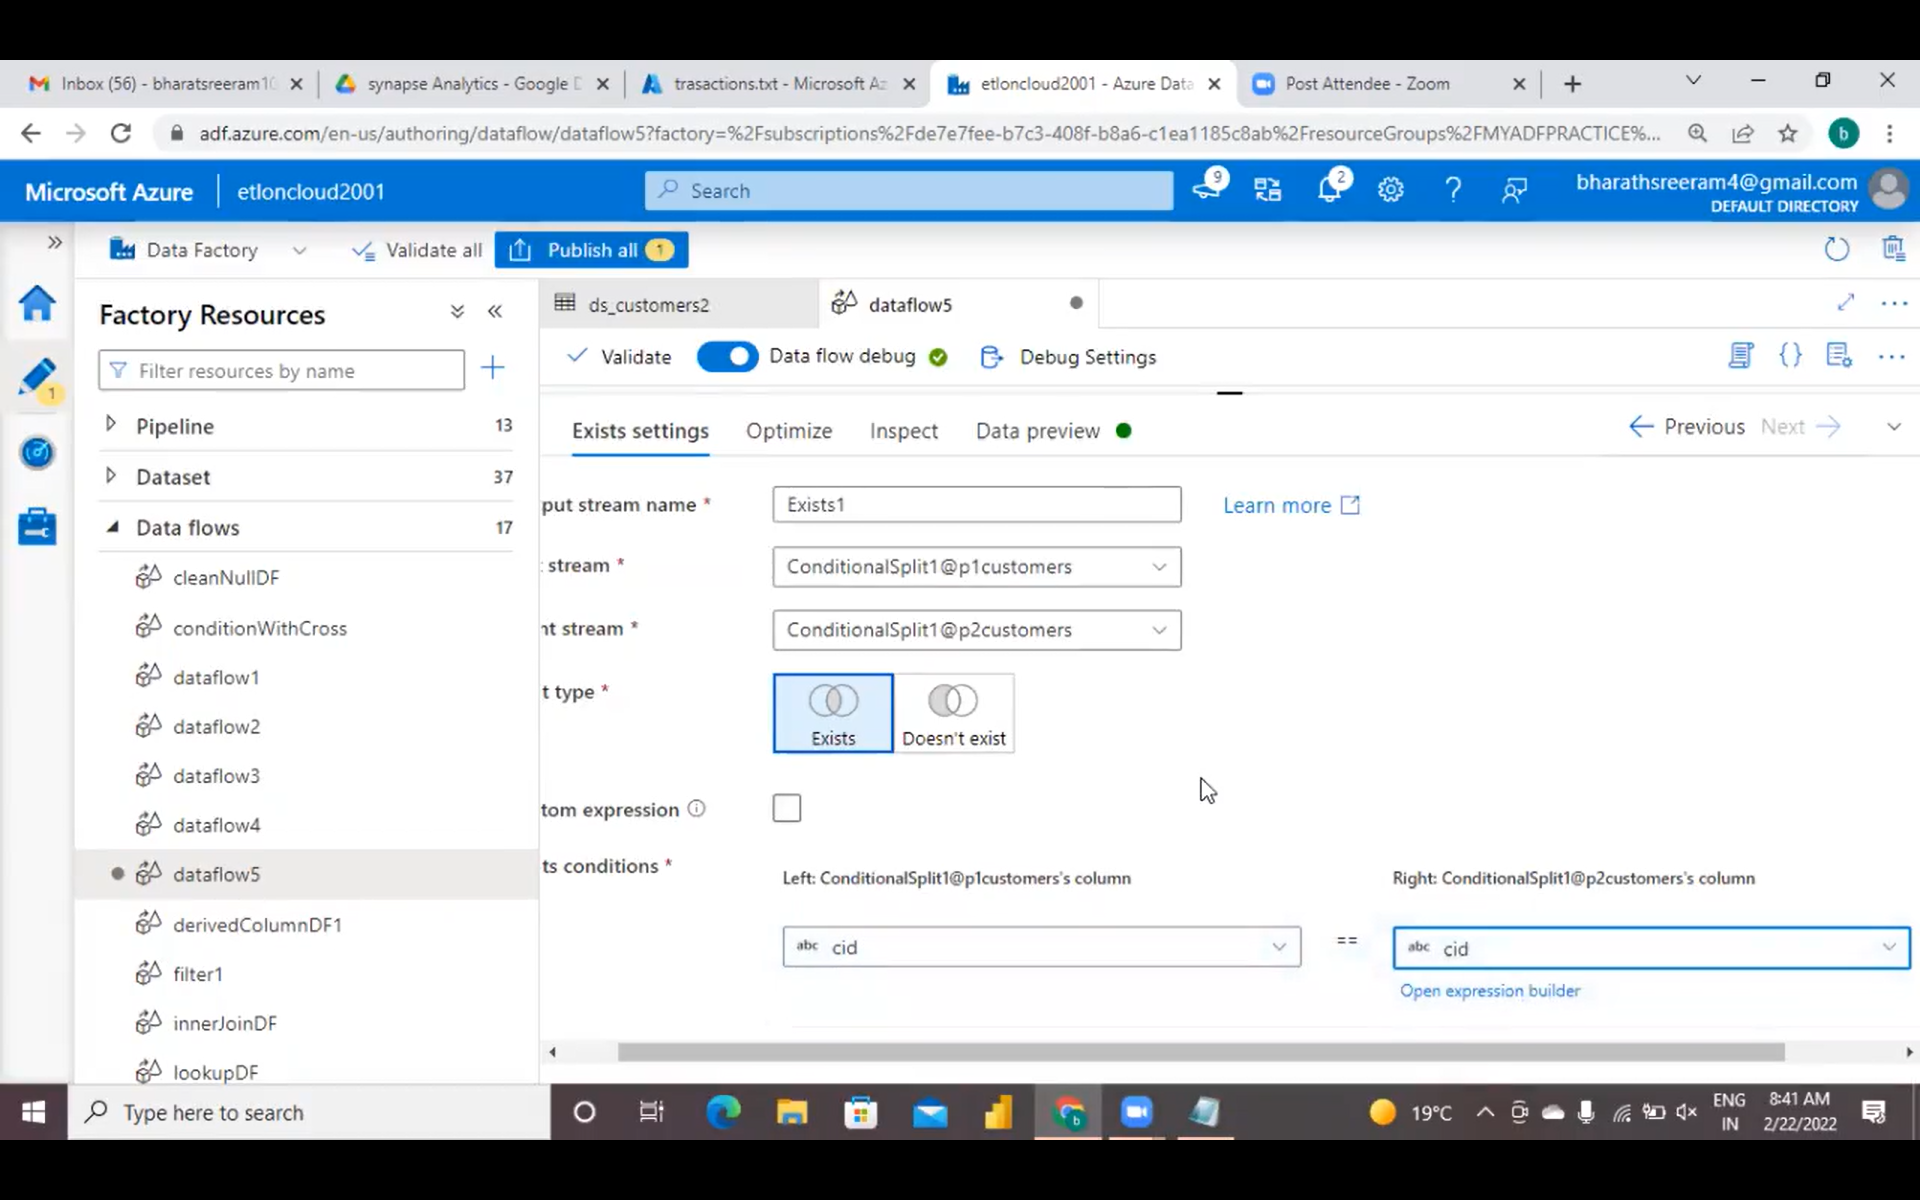 Inbox (56) - bharatsreeram10
synapse Analytics - Google D
trasactions.txt - Microsoft Az
etloncloud2001 - Azure Data
Post Attendee - Zoom
adf.azure.com/en-us/authoring/dataflow/dataflow5?factory=%2Fsubscriptions%2Fde7e7fee-b7c3-408f-b8a6-c1ea1185c8ab%2FresourceGroups%2FMYADFPRACTICE%...
b
Microsoft Azure
etloncloud2001
Search
9
2
bharathsreeram4@gmail.com
DEFAULT DIRECTORY
Data Factory
Validate all
Publish all 1
Factory Resources
Filter resources by name
1
Pipeline 13
Dataset 37
Data flows 17
cleanNullDF
conditionWithCross
dataflow1
dataflow2
dataflow3
dataflow4
dataflow5
derivedColumnDF1
filter1
innerJoinDF
lookupDF
ds_customers2
dataflow5
Validate
Data flow debug
Debug Settings
Exists settings
Optimize
Inspect
Data preview
Previous
Next
put stream name *
Exists1
Learn more
stream *
ConditionalSplit1@p1customers
nt stream *
ConditionalSplit1@p2customers
t type *
Exists
Doesn't exist
tom expression
ts conditions *
Left: ConditionalSplit1@p1customers's column
Right: ConditionalSplit1@p2customers's column
abc cid
==
abc cid
Open expression builder
Type here to search
19°C
ENG
IN
8:41 AM
2/22/2022